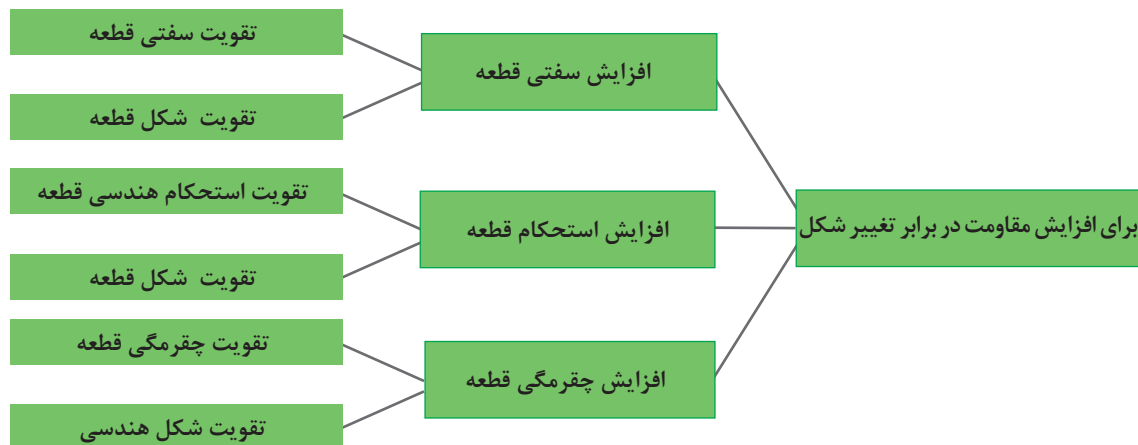 برای افزایش مقاومت در برابر تغییر شکل
افزایش سفتی قطعه
تقویت سفتی قطعه
تقویت شکل قطعه
افزایش استحکام قطعه
تقویت استحکام هندسی قطعه
تقویت شکل قطعه
افزایش چقرمگی قطعه
تقویت چقرمگی قطعه
تقویت شکل هندسی